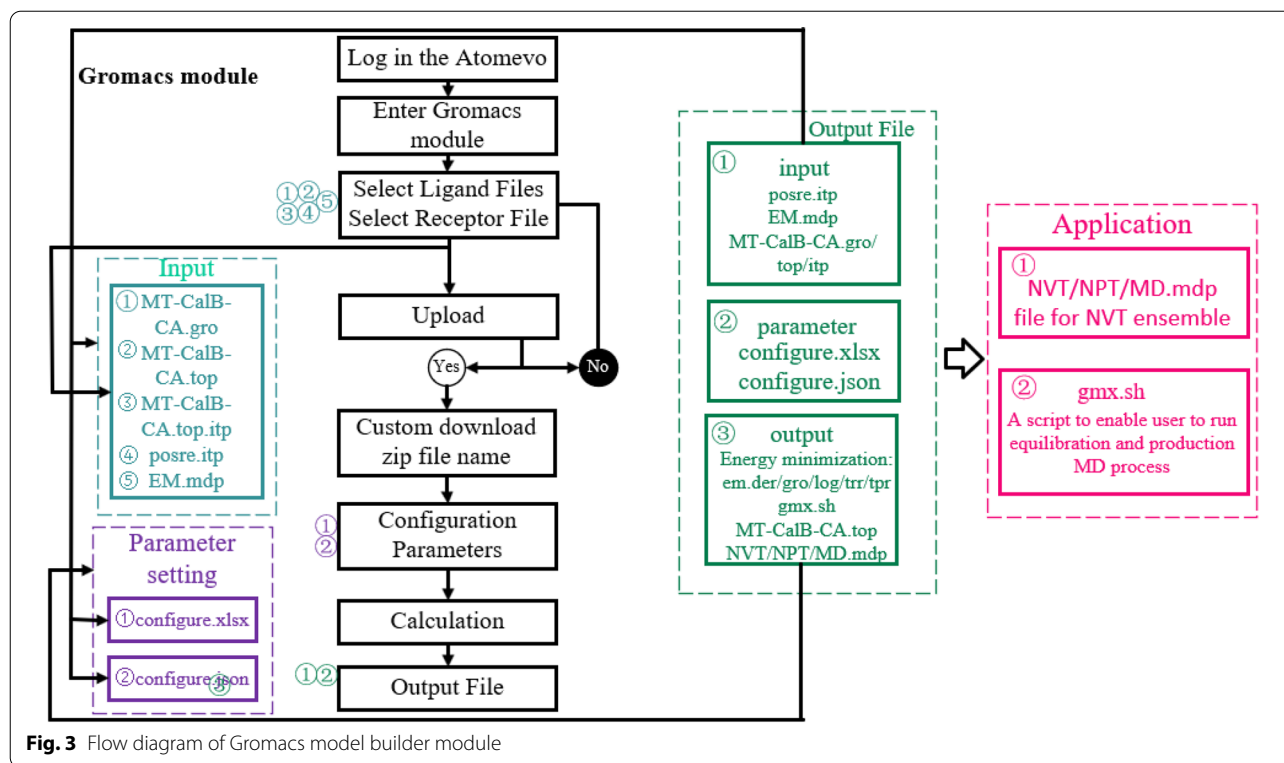 Gromacs module
Log in the Atomevo
Enter Gromacs
module
①②
③④⑤
Select Ligand Files
Select Receptor File
Upload
Yes
No
Custom download
zip file name
①
②
Configuration
Parameters
Calculation
①②
Output File
Input
①MT-CalB-
CA.gro
②MT-CalB-
CA.top
③MT-CalB-
CA.top.itp
④ posre.itp
⑤ EM.mdp
Parameter
setting
①configure.xlsx
②configure.json
③
Output File
① input
posre.itp
EM.mdp
MT-CalB-CA.gro/
top/itp
② parameter
configure.xlsx
configure.json
③ output
Energy minimization:
em.der/gro/log/trr/tpr
gmx.sh
MT-CalB-CA.top
NVT/NPT/MD.mdp
Application
①
NVT/NPT/MD.mdp
file for NVT ensemble
② gmx.sh
A script to enable user to run
equilibration and production
MD process
Fig. 3 Flow diagram of Gromacs model builder module